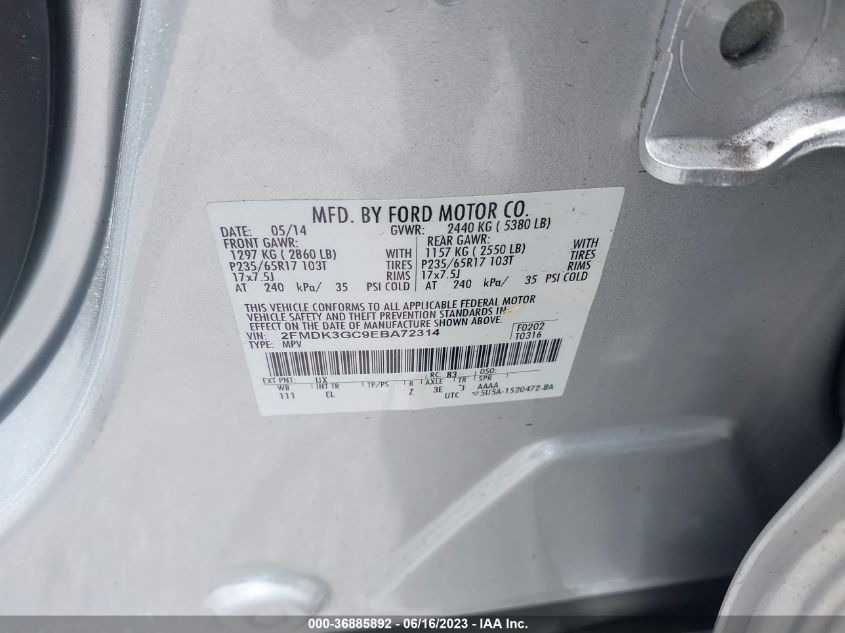 MFD. BY FORD MOTOR CO.
DATE: 05/14 GVWR: 2440 KG ( 5380 LB)
FRONT GAWR: REAR GAWR:
1297 KG ( 2860 LB) WITH 1157 KG ( 2550 LB) WITH
P235/65R17 103T TIRES P235/65R17 103T TIRES
17x7.5J RIMS 17x7.5J RIMS
AT 240 kPa/ 35 PSI COLD AT 240 kPa/ 35 PSI COLD
THIS VEHICLE CONFORMS TO ALL APPLICABLE FEDERAL MOTOR
VEHICLE SAFETY AND THEFT PREVENTION STANDARDS IN
EFFECT ON THE DATE OF MANUFACTURE SHOWN ABOVE.
VIN: 2FMDK3GC9EBA72314 F0202
TYPE: MPV T0316
RC: 83 DSO:
EXT PNT: UX
WB INT TR TP/PS R AXLE TR SPR
111 EL Z 3E J AAAA
UTC ▽5U5A-1520472-BA
000-36885892 - 06/16/2023 - IAA Inc.